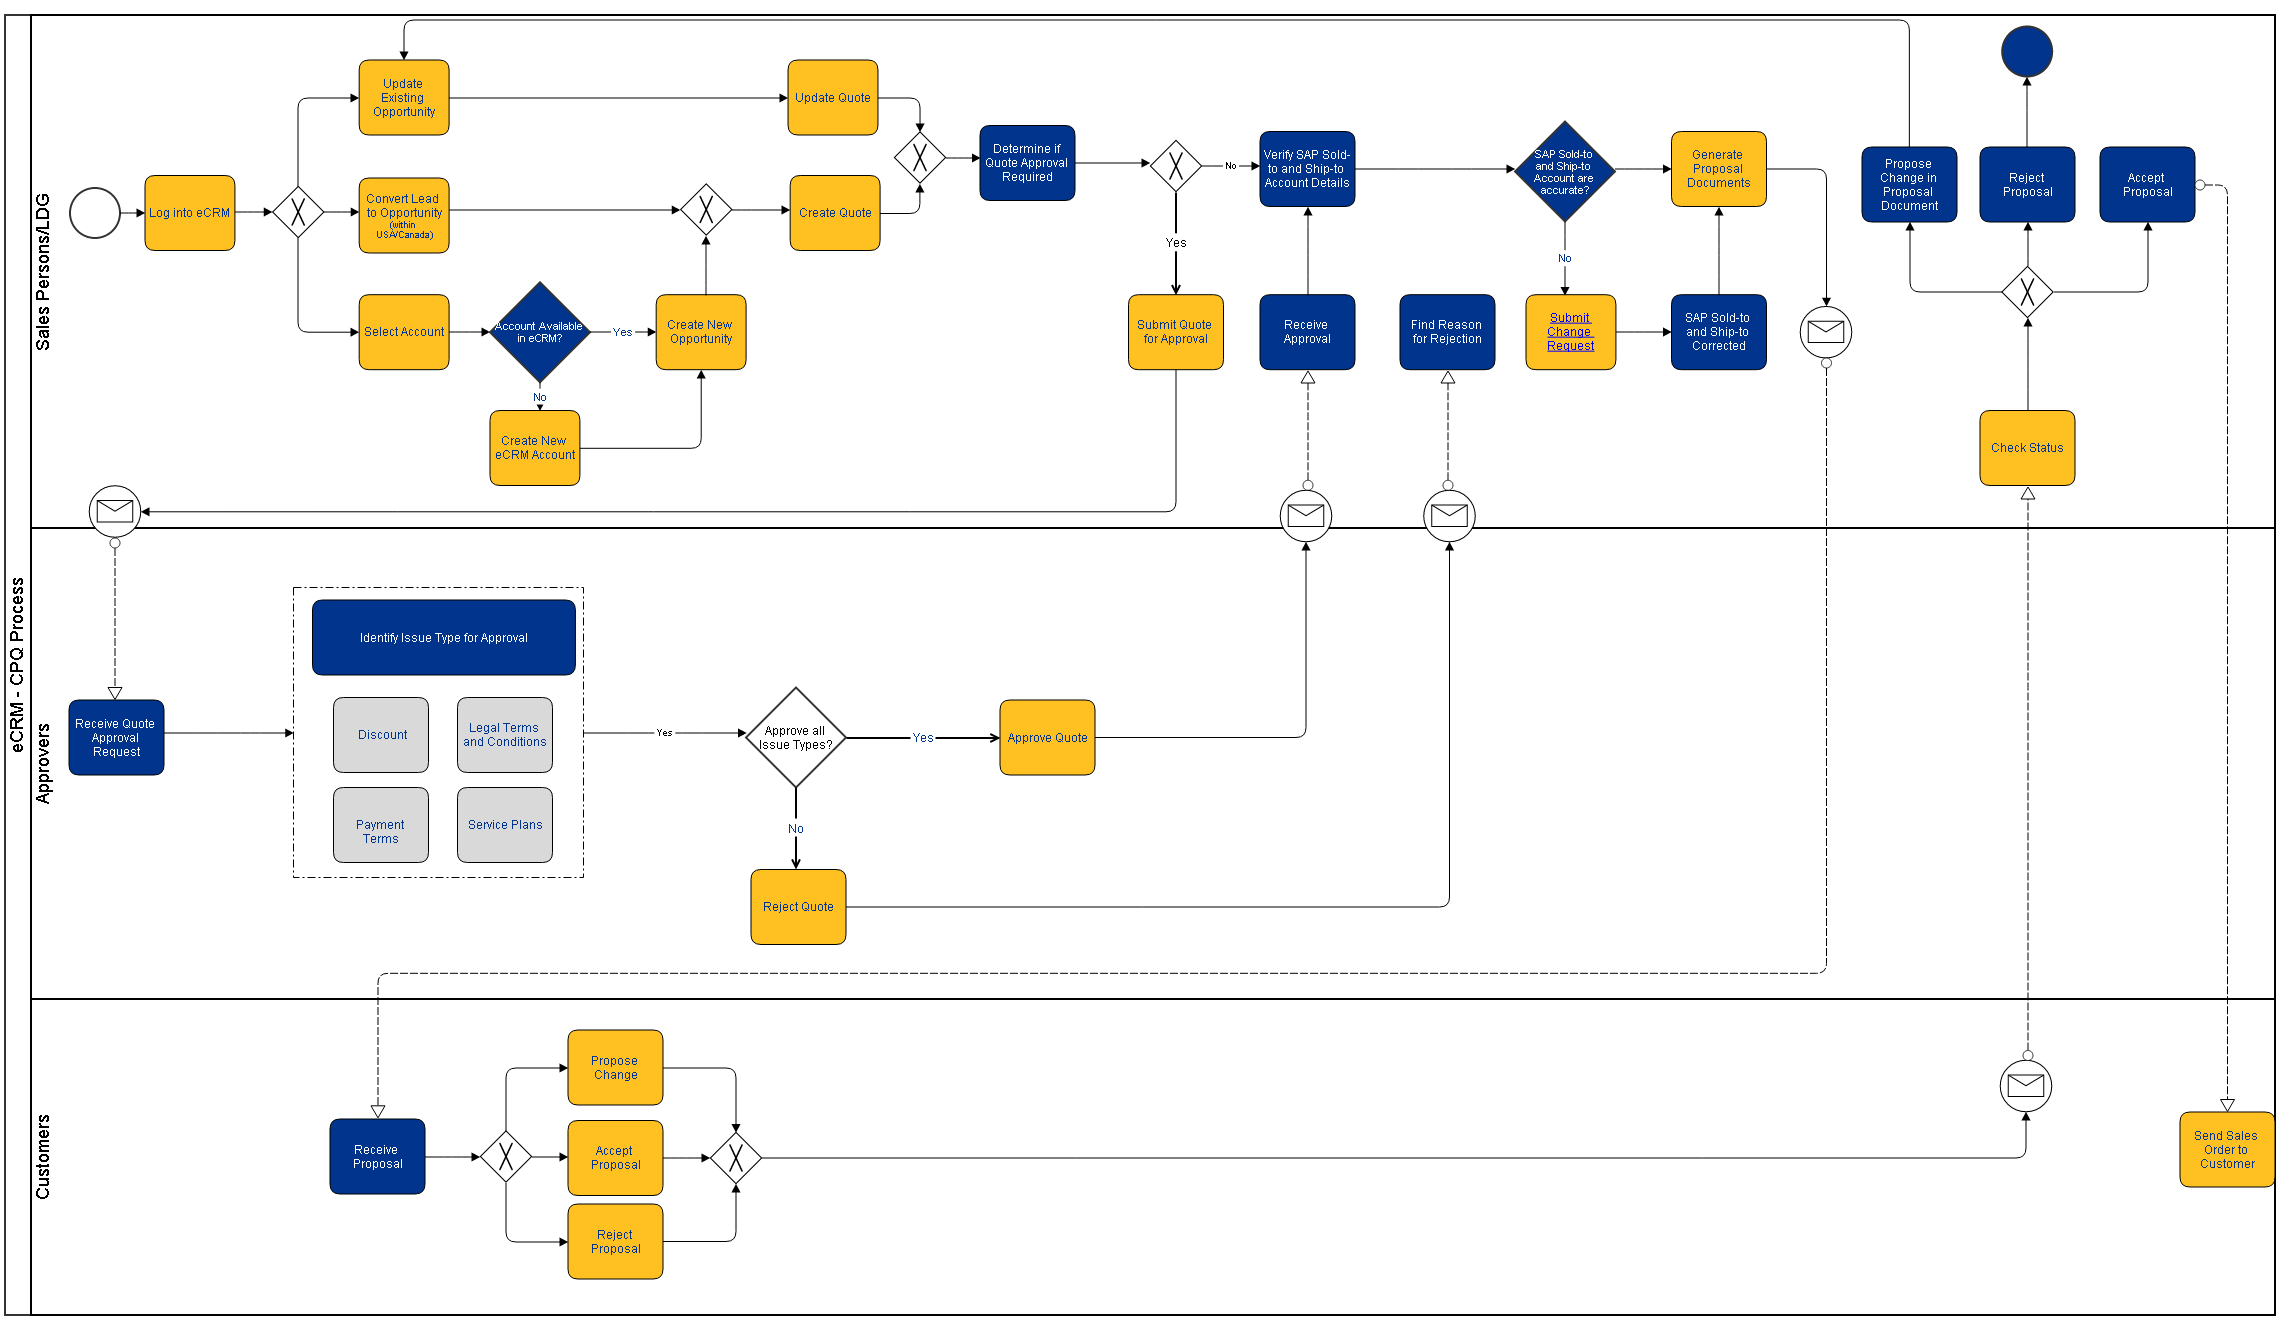 eCRM - CPQ Process
Sales Persons/LDG
Log into eCRM
Update
Existing
Opportunity
Convert Lead
to Opportunity
(within
USA/Canada)
Select Account
Account Available
in eCRM?
Yes
No
Create New
eCRM Account
Create New
Opportunity
Update Quote
Create Quote
Determine if
Quote Approval
Required
No
Yes
Submit Quote
for Approval
Verify SAP Sold-
to and Ship-to
Account Details
Receive
Approval
Find Reason
for Rejection
SAP Sold-to
and Ship-to
Account are
accurate?
No
Submit
Change
Request
Generate
Proposal
Documents
SAP Sold-to
and Ship-to
Corrected
Propose
Change in
Proposal
Document
Reject
Proposal
Accept
Proposal
Check Status
Approvers
Receive Quote
Approval
Request
Identify Issue Type for Approval
Discount
Legal Terms
and Conditions
Payment
Terms
Service Plans
Yes
Approve all
Issue Types?
Yes
No
Approve Quote
Reject Quote
Customers
Receive
Proposal
Propose
Change
Accept
Proposal
Reject
Proposal
Send Sales
Order to
Customer